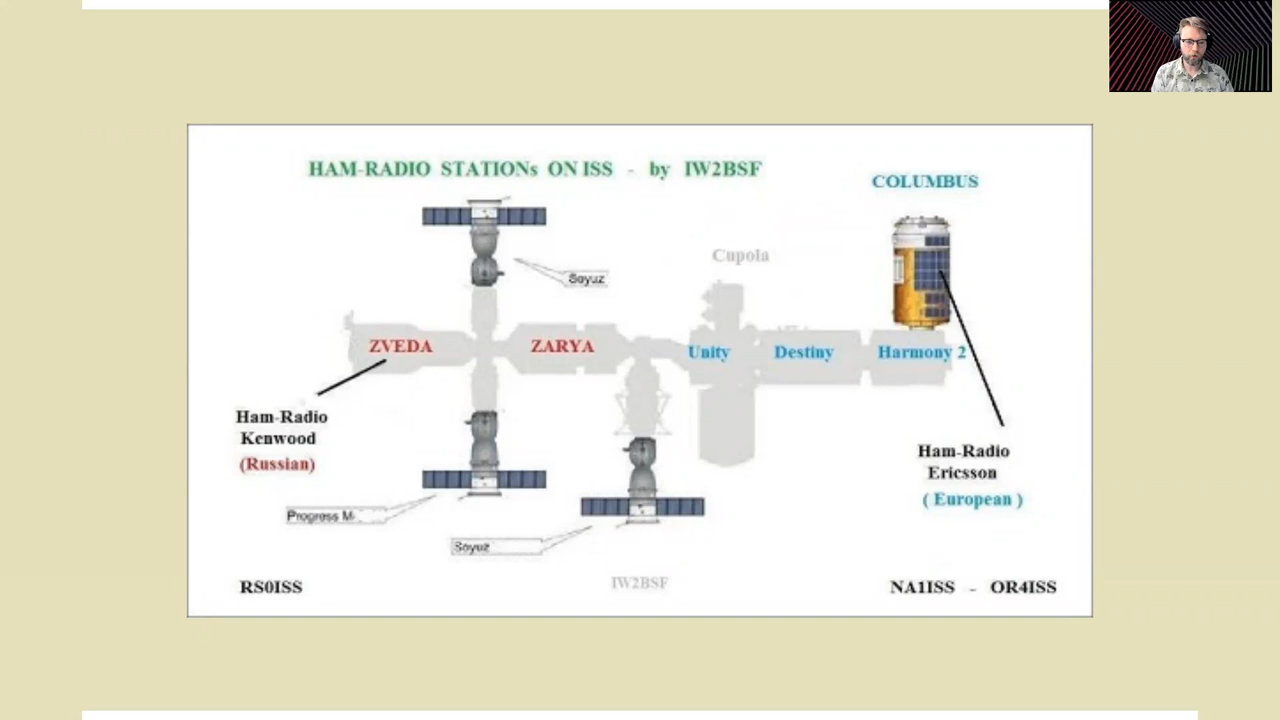 HAM-RADIO STATIONs ON ISS - by IW2BSF
COLUMBUS
Cupola
Soyuz
ZVEDA
ZARYA
Unity
Destiny
Harmony 2
Ham-Radio
Kenwood
(Russian)
Ham-Radio
Ericsson
( European )
Progress M-
Soyuz
RS0ISS
IW2BSF
NA1ISS - OR4ISS